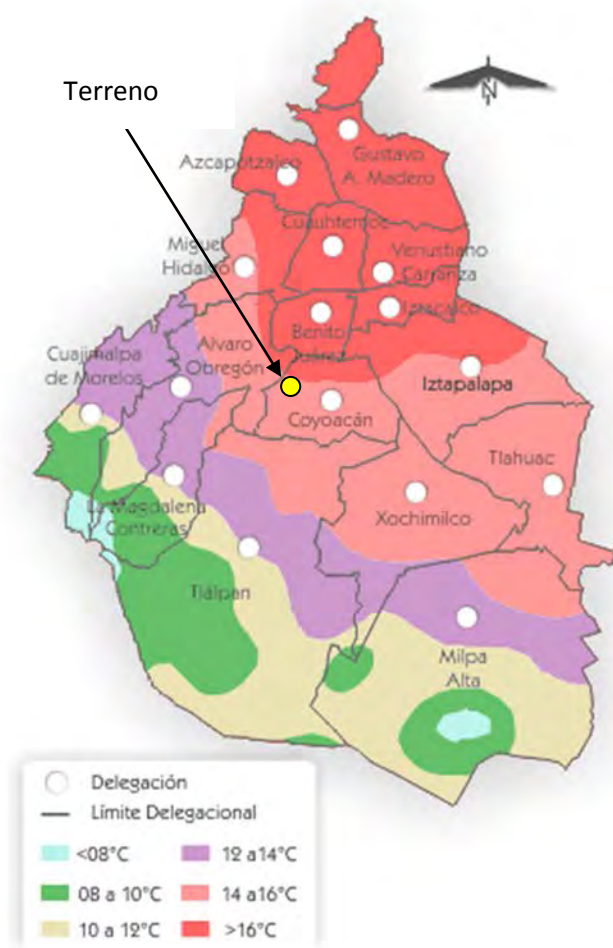 Terreno
N
Gustavo
A. Madero
Azcapotzalco
Cuauhtemoc
Miguel
Hidalgo
Venustiano
Carranza
Iztacalco
Benito
Juárez
Alvaro
Obregón
Cuajimalpa
de Morelos
Iztapalapa
Coyoacán
Tlahuac
Xochimilco
La Magdalena
Contreras
Tlálpan
Milpa
Alta
Delegación
Límite Delegacional
<08°C
12 a14°C
08 a 10°C
14 a16°C
10 a 12°C
>16°C